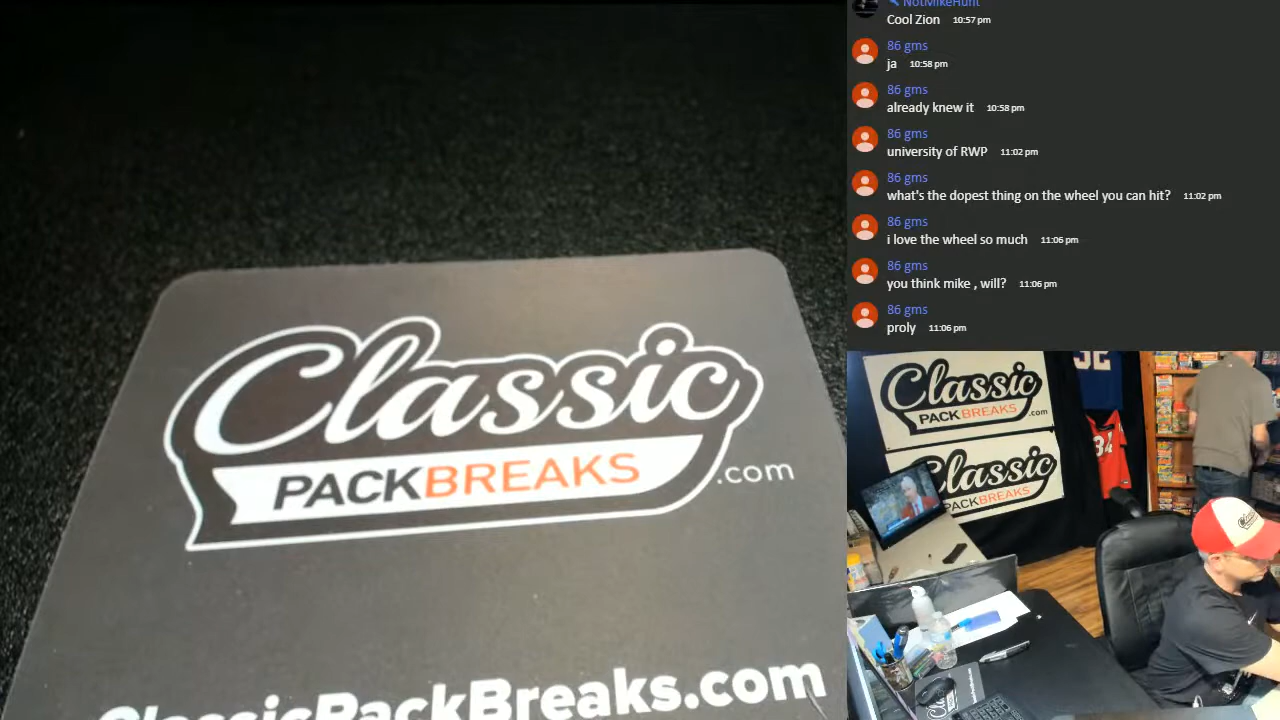 NotMikeHunt
Cool Zion 10:57 pm
86 gms
ja 10:58 pm
86 gms
already knew it 10:58 pm
86 gms
university of RWP 11:02 pm
86 gms
what's the dopest thing on the wheel you can hit? 11:02 pm
86 gms
i love the wheel so much 11:06 pm
86 gms
you think mike , will? 11:06 pm
86 gms
proly 11:06 pm
Classic
PACKBREAKS
.com
ClassicPackBreaks.com
Classic
PACKBREAKS.com
Classic
PACKBREAKS
32
34